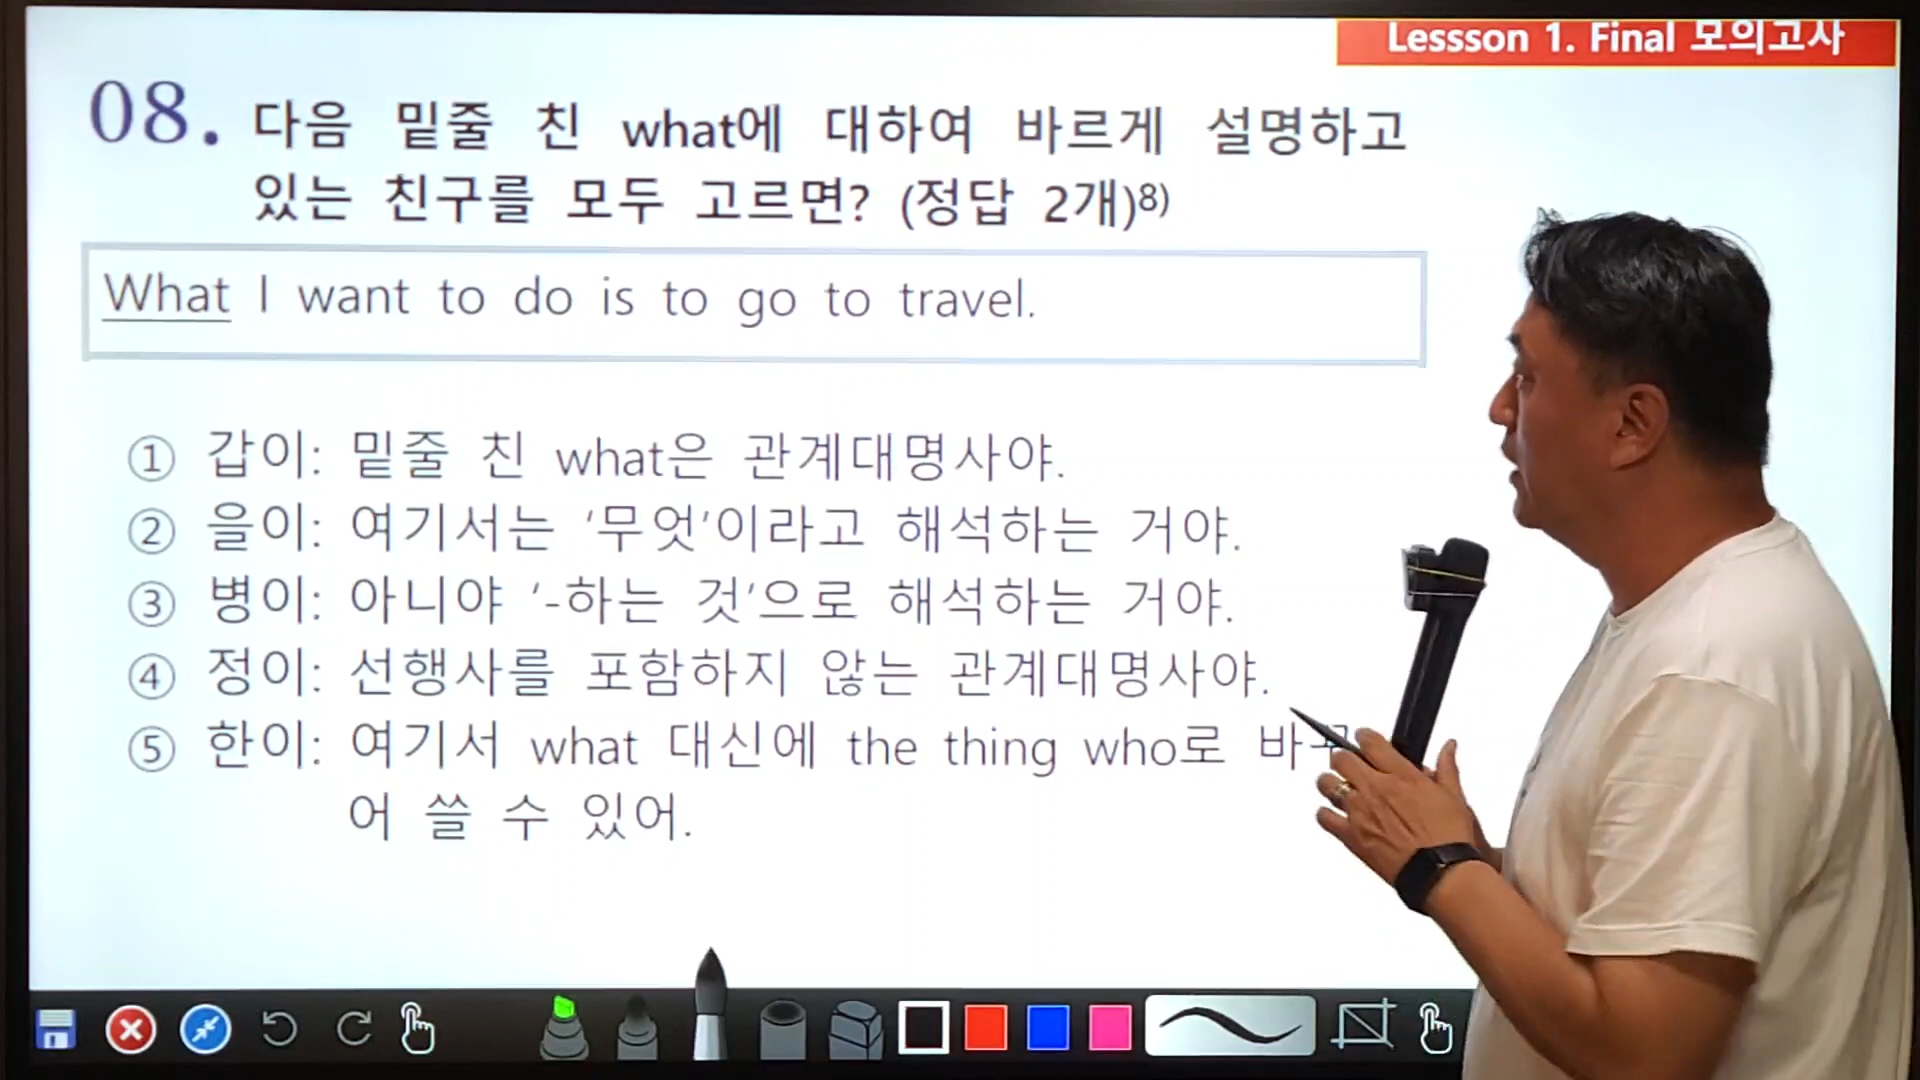 Lessson 1. Final 모의고사
08. 다음 밑줄 친 what에 대하여 바르게 설명하고
있는 친구를 모두 고르면? (정답 2개)8)
What I want to do is to go to travel.
① 갑이: 밑줄 친 what은 관계대명사야.
② 을이: 여기서는 ‘무엇’이라고 해석하는 거야.
③ 병이: 아니야 ‘-하는 것’으로 해석하는 거야.
④ 정이: 선행사를 포함하지 않는 관계대명사야.
⑤ 한이: 여기서 what 대신에 the thing who로 바꾸
어 쓸 수 있어.